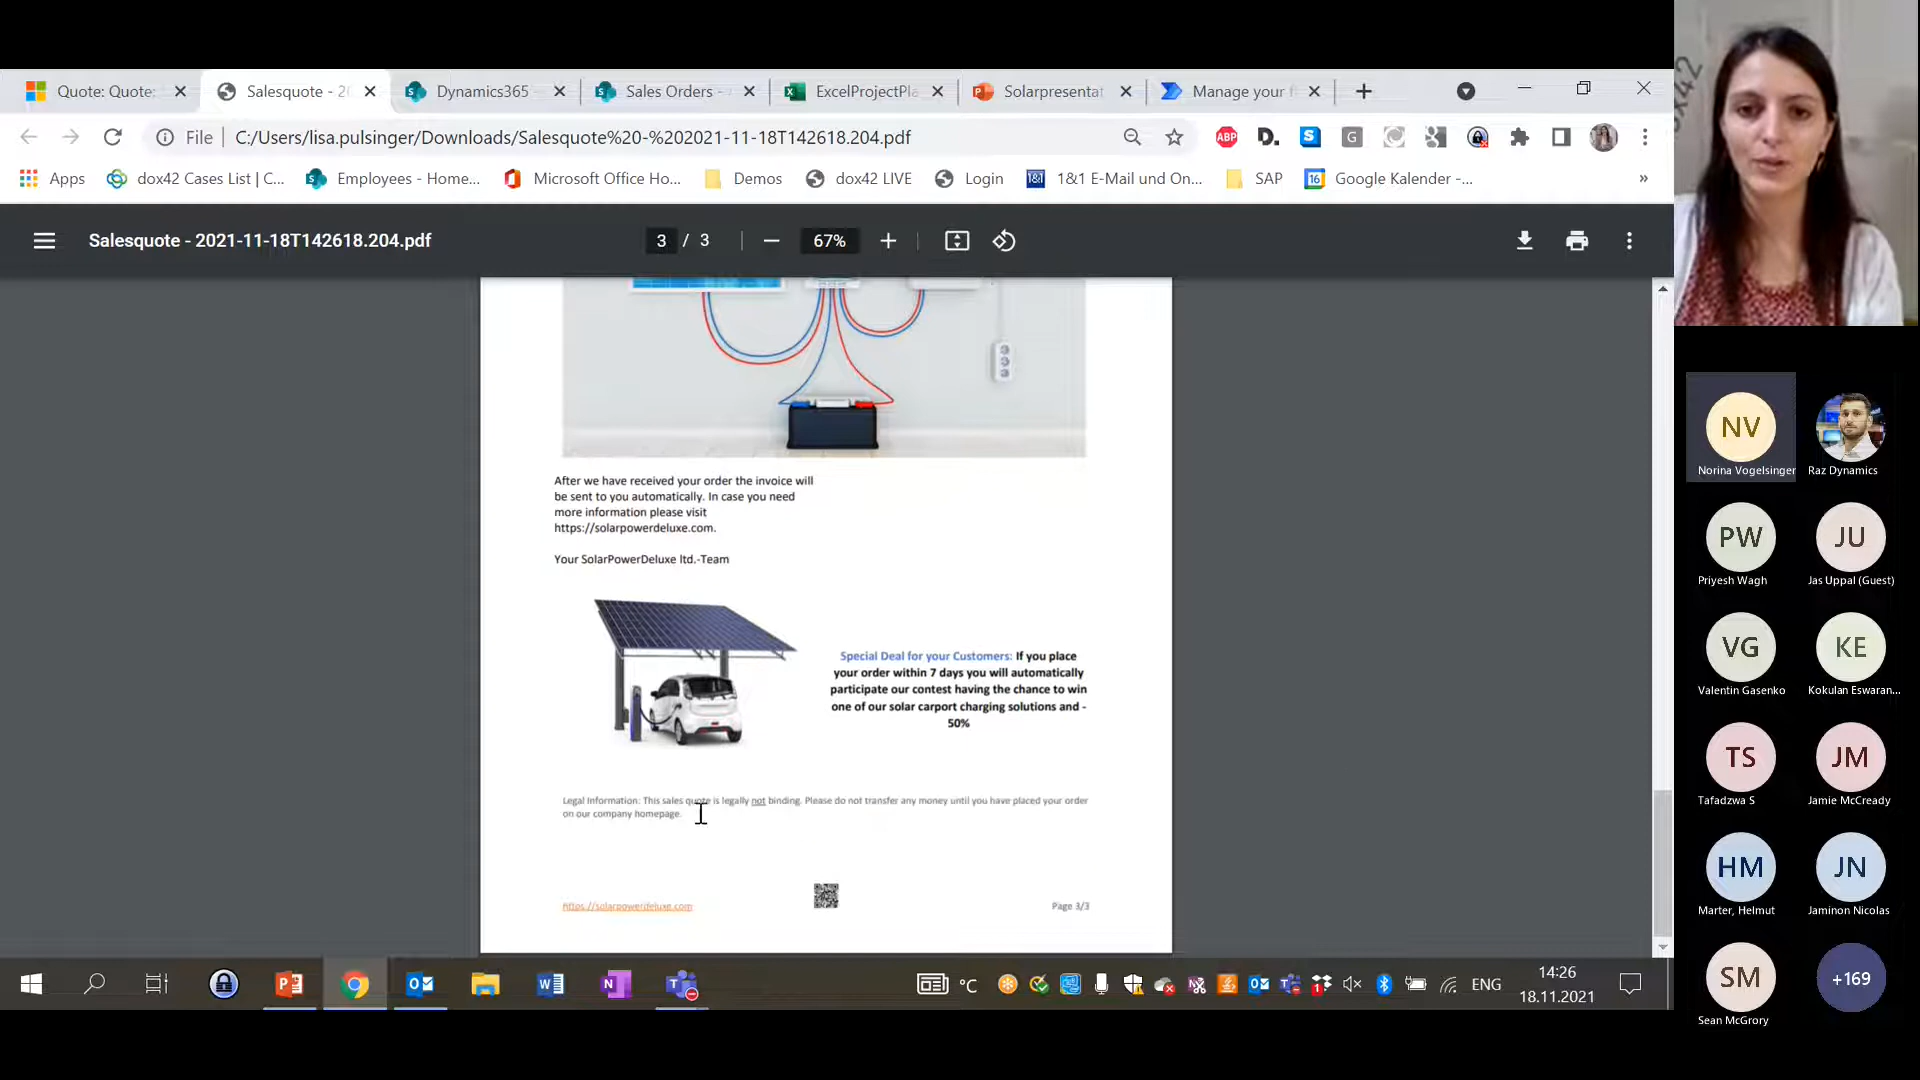 Quote: Quote:
Salesquote - 20
Dynamics365 -
Sales Orders -
ExcelProjectPla
Solarpresentat
Manage your f
File
C:/Users/lisa.pulsinger/Downloads/Salesquote%20-%202021-11-18T142618.204.pdf
ABP
D.
S
G
Apps
dox42 Cases List | C...
Employees - Home...
Microsoft Office Ho...
Demos
dox42 LIVE
Login
1&1 E-Mail und On...
SAP
16
Google Kalender -...
»
Salesquote - 2021-11-18T142618.204.pdf
3 / 3
67%
After we have received your order the invoice will
be sent to you automatically. In case you need
more information please visit
https://solarpowerdeluxe.com.
Your SolarPowerDeluxe ltd.-Team
Special Deal for your Customers: If you place
your order within 7 days you will automatically
participate our contest having the chance to win
one of our solar carport charging solutions and -
50%
Legal Information: This sales quote is legally not binding. Please do not transfer any money until you have placed your order
on our company homepage.
https://solarpowerdeluxe.com
Page 3/3
°C
ENG
14:26
18.11.2021
NV
Norina Vogelsinger
Raz Dynamics
PW
Priyesh Wagh
JU
Jas Uppal (Guest)
VG
Valentin Gasenko
KE
Kokulan Eswaran...
TS
Tafadzwa S
JM
Jamie McCready
HM
Marter, Helmut
JN
Jaminon Nicolas
SM
Sean McGrory
+169